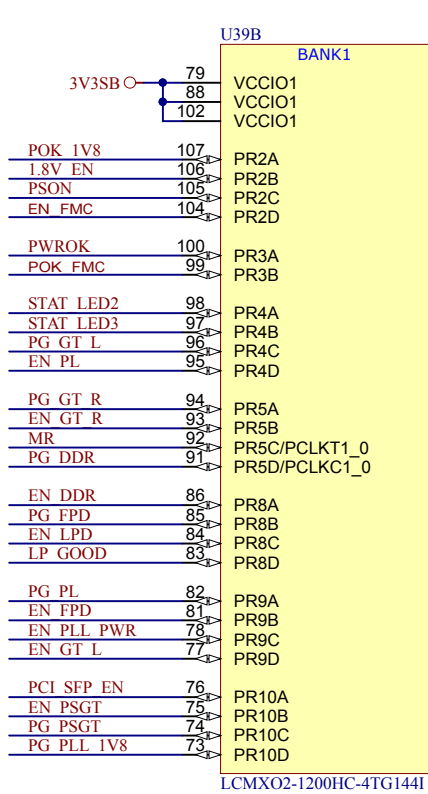 U39B
BANK1
3V3SB 79 VCCIO1
88 VCCIO1
102 VCCIO1
POK_1V8 107 PR2A
1.8V_EN 106 PR2B
PSON 105 PR2C
EN_FMC 104 PR2D
PWROK 100 PR3A
POK_FMC 99 PR3B
STAT_LED2 98 PR4A
STAT_LED3 97 PR4B
PG_GT_L 96 PR4C
EN_PL 95 PR4D
PG_GT_R 94 PR5A
EN_GT_R 93 PR5B
MR 92 PR5C/PCLKT1_0
PG_DDR 91 PR5D/PCLKC1_0
EN_DDR 86 PR8A
PG_FPD 85 PR8B
EN_LPD 84 PR8C
LP_GOOD 83 PR8D
PG_PL 82 PR9A
EN_FPD 81 PR9B
EN_PLL_PWR 78 PR9C
EN_GT_L 77 PR9D
PCI_SFP_EN 76 PR10A
EN_PSGT 75 PR10B
PG_PSGT 74 PR10C
PG_PLL_1V8 73 PR10D
LCMXO2-1200HC-4TG144I